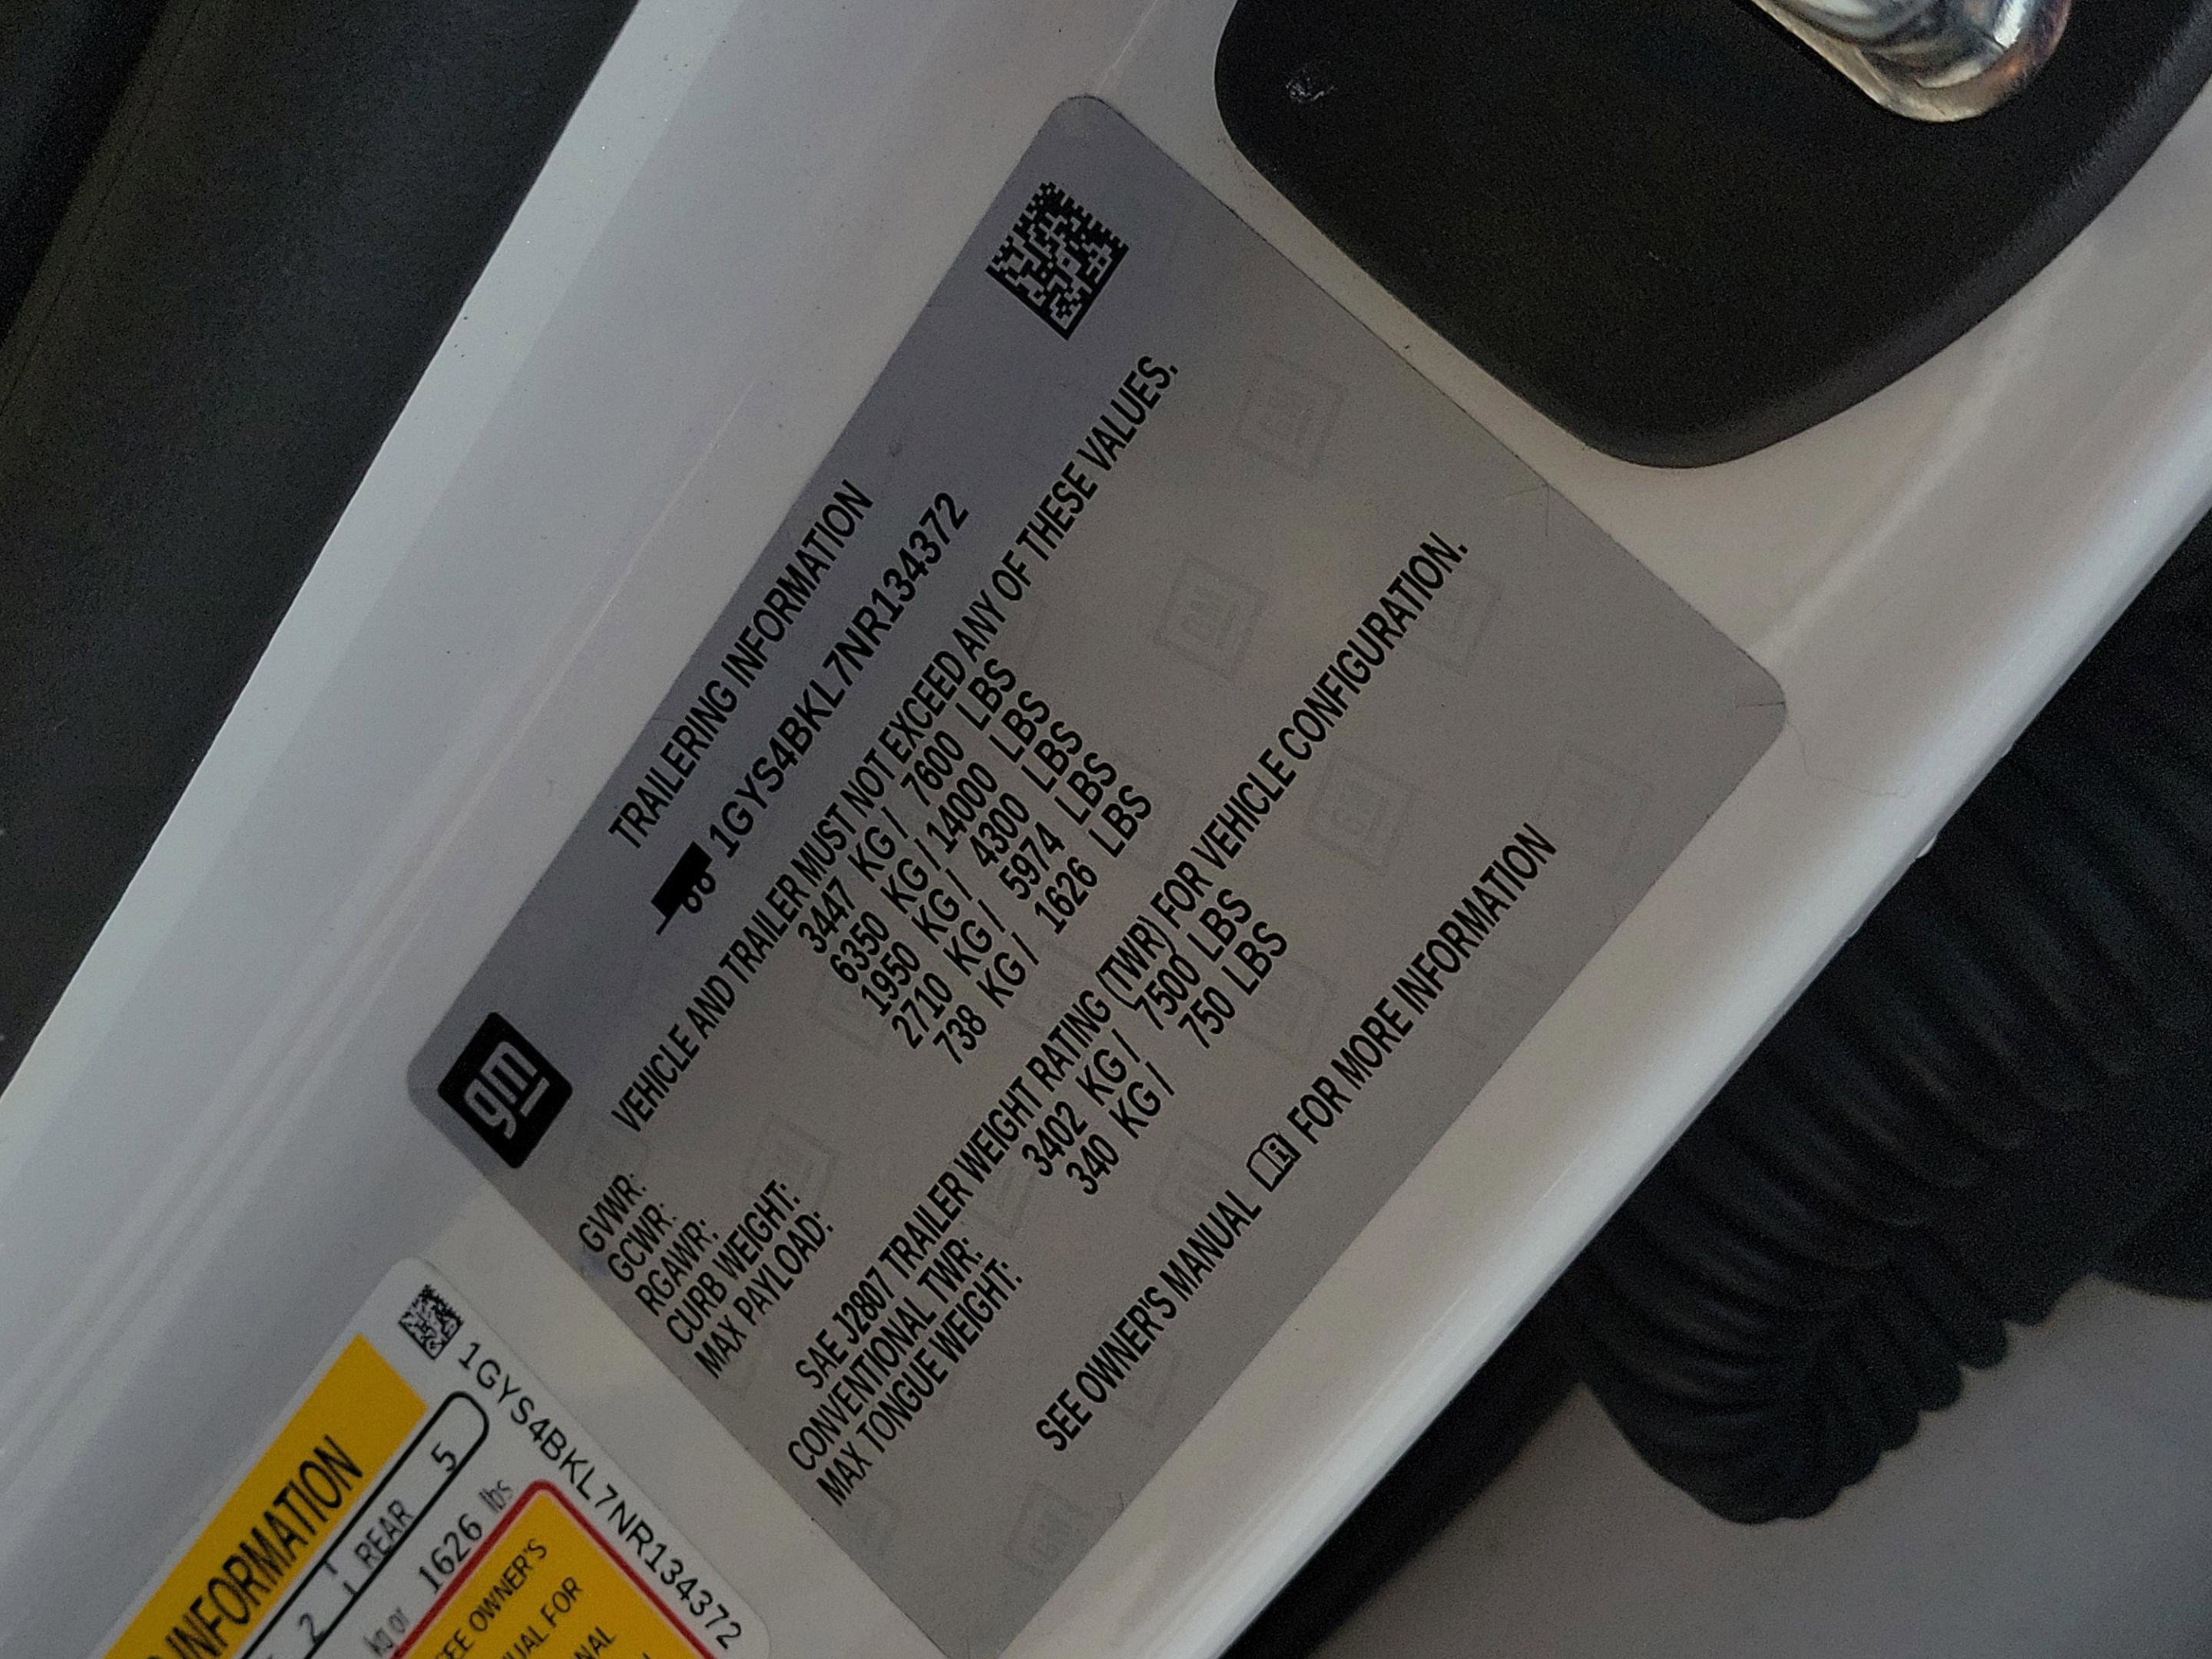 gm
TRAILERING INFORMATION
1GYS4BKL7NR134372
VEHICLE AND TRAILER MUST NOT EXCEED ANY OF THESE VALUES.
GVWR: 3447 KG / 7600 LBS
GCWR: 6350 KG / 14000 LBS
RGAWR: 1950 KG / 4300 LBS
CURB WEIGHT: 2710 KG / 5974 LBS
MAX PAYLOAD: 738 KG / 1626 LBS
SAE J2807 TRAILER WEIGHT RATING (TWR) FOR VEHICLE CONFIGURATION.
CONVENTIONAL TWR: 3402 KG / 7500 LBS
MAX TONGUE WEIGHT: 340 KG / 750 LBS
SEE OWNER'S MANUAL FOR MORE INFORMATION
INFORMATION
1GYS4BKL7NR134372
2 REAR 5
kg or 1626 lbs
SEE OWNER'S
FOR